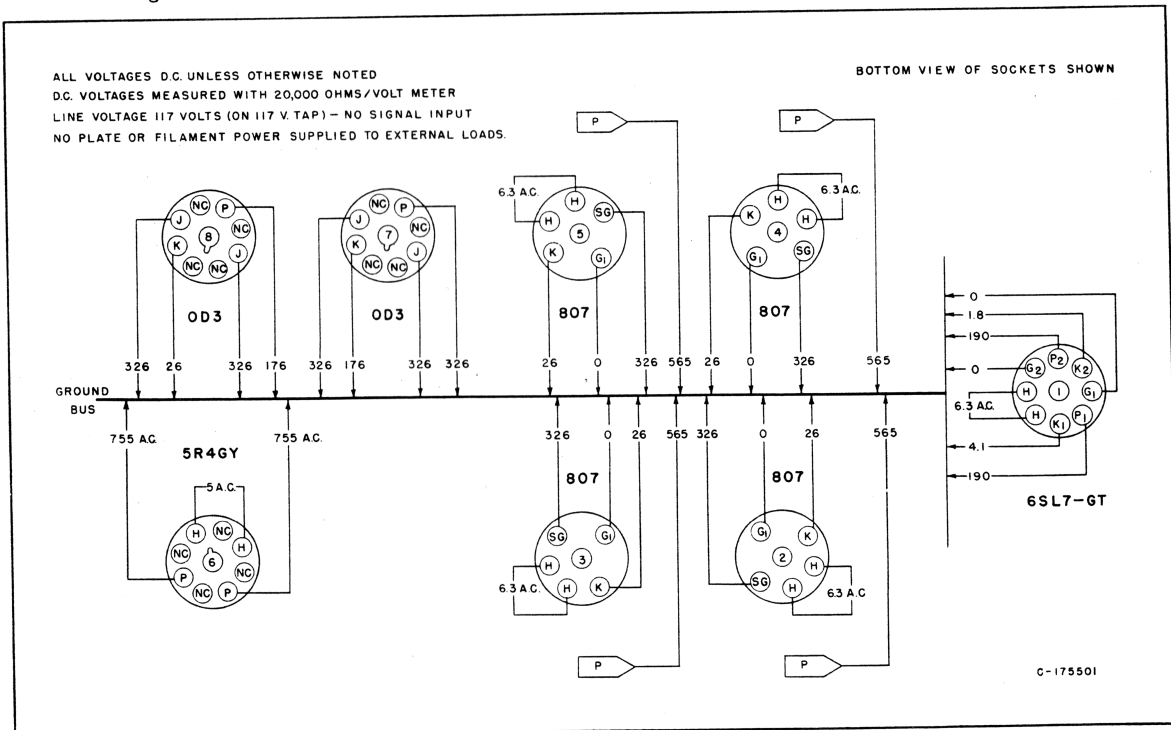 ALL VOLTAGES D.C. UNLESS OTHERWISE NOTED
D.C. VOLTAGES MEASURED WITH 20,000 OHMS/VOLT METER
LINE VOLTAGE 117 VOLTS (ON 117 V. TAP) – NO SIGNAL INPUT
NO PLATE OR FILAMENT POWER SUPPLIED TO EXTERNAL LOADS.
BOTTOM VIEW OF SOCKETS SHOWN
P
P
6.3 A.C.
6.3 A.C.
NC P J 8 NC K J NC NC
NC P J 7 NC K J NC NC
H SG H 5 K G1
H K H 4 G1 SG
OD3
OD3
807
807
326 26 326 176
326 176 326 326
26 0 326 565
26 0 326 565
GROUND
BUS
0
1.8
190
0
6.3 A.C.
4.1
190
P2 G2 K2 H 1 G1 H K1 P1
6SL7-GT
755 A.C.
755 A.C.
5R4GY
5 A.C.
H NC NC H 6 P NC NC P
326 0 26 565
326 0 26 565
807
807
SG G1 H 3 H K
G1 K 2 H SG H
6.3 A.C.
6.3 A.C
P
P
C-175501